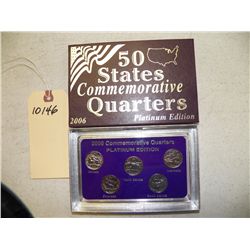 50
States
Commemorative
Quarters
2006
Platinum Edition
10146
2006 Commemorative Quarters
PLATINUM EDITION